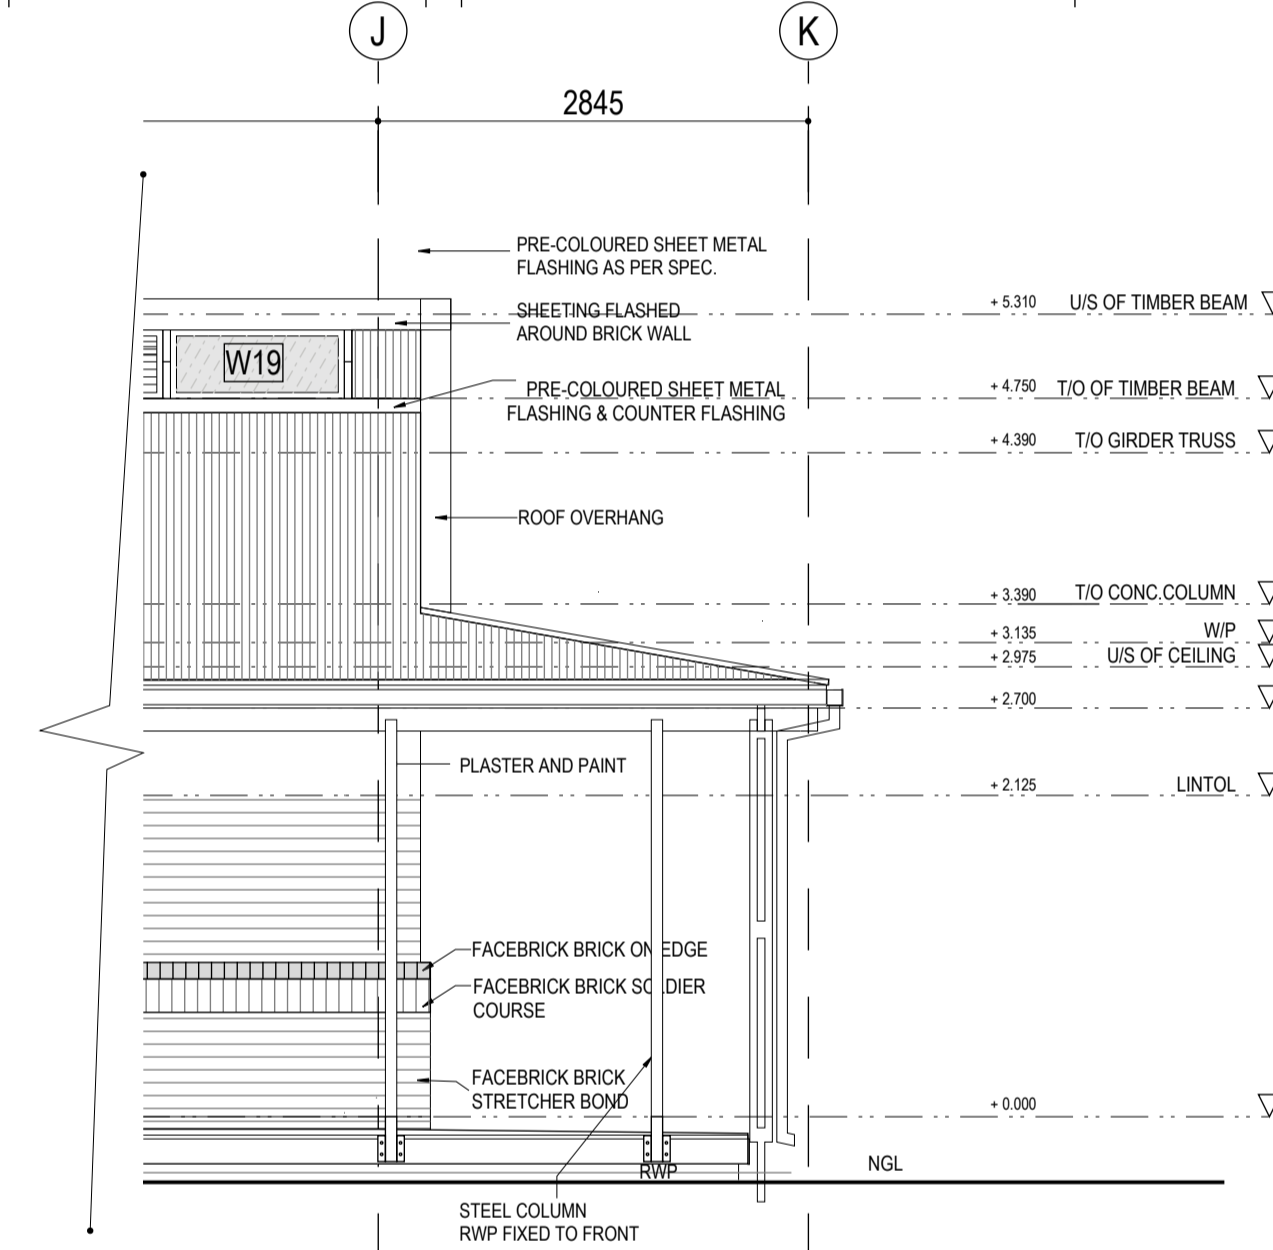 J
K
2845
PRE-COLOURED SHEET METAL
FLASHING AS PER SPEC.
SHEETING FLASHED
AROUND BRICK WALL
+ 5.310 U/S OF TIMBER BEAM
W19
PRE-COLOURED SHEET METAL
FLASHING & COUNTER FLASHING
+ 4.750 T/O OF TIMBER BEAM
+ 4.390 T/O GIRDER TRUSS
ROOF OVERHANG
+ 3.390 T/O CONC.COLUMN
+ 3.135 W/P
+ 2.975 U/S OF CEILING
+ 2.700
PLASTER AND PAINT
+ 2.125 LINTOL
FACEBRICK BRICK ON EDGE
FACEBRICK BRICK SOLDIER
COURSE
FACEBRICK BRICK
STRETCHER BOND
+ 0.000
RWP
NGL
STEEL COLUMN
RWP FIXED TO FRONT